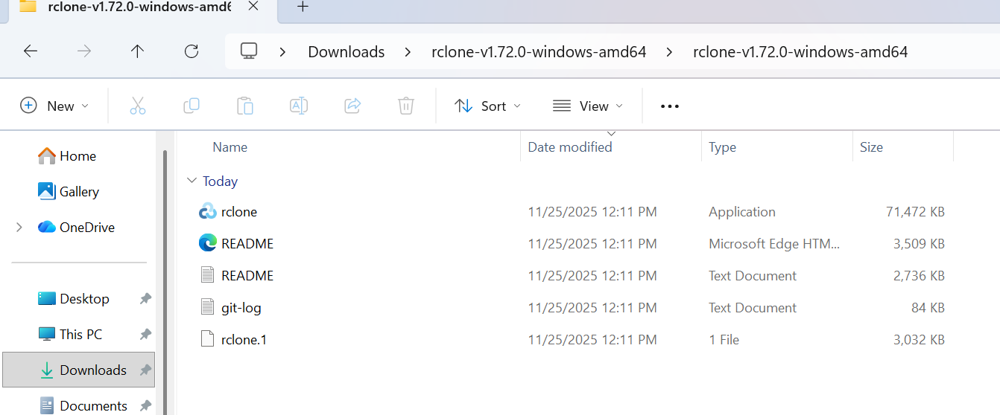 rclone-v1.72.0-windows-amd6
Downloads > rclone-v1.72.0-windows-amd64 > rclone-v1.72.0-windows-amd64
New Sort View
Name Date modified Type Size
Home
Gallery
OneDrive
Desktop
This PC
Downloads
Documents
Today
rclone 11/25/2025 12:11 PM Application 71,472 KB
README 11/25/2025 12:11 PM Microsoft Edge HTM... 3,509 KB
README 11/25/2025 12:11 PM Text Document 2,736 KB
git-log 11/25/2025 12:11 PM Text Document 84 KB
rclone.1 11/25/2025 12:11 PM 1 File 3,032 KB